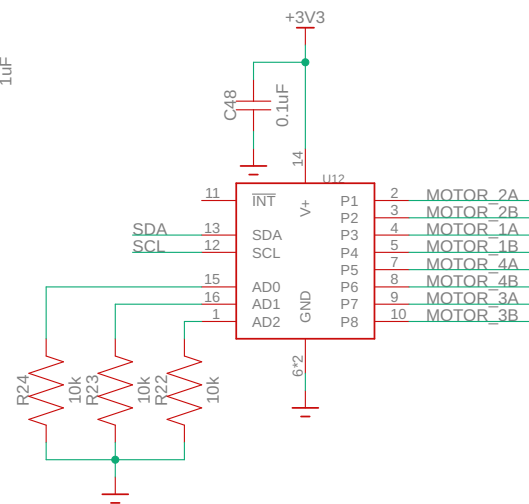 +3V3
1uF
C48
0.1uF
14
U12
11
INT
V+
P1
2
MOTOR_2A
P2
3
MOTOR_2B
SDA
13
SDA
P3
4
MOTOR_1A
SCL
12
SCL
P4
5
MOTOR_1B
P5
7
MOTOR_4A
15
AD0
P6
8
MOTOR_4B
16
AD1
GND
P7
9
MOTOR_3A
1
AD2
P8
10
MOTOR_3B
6*2
R24
10k
R23
10k
R22
10k